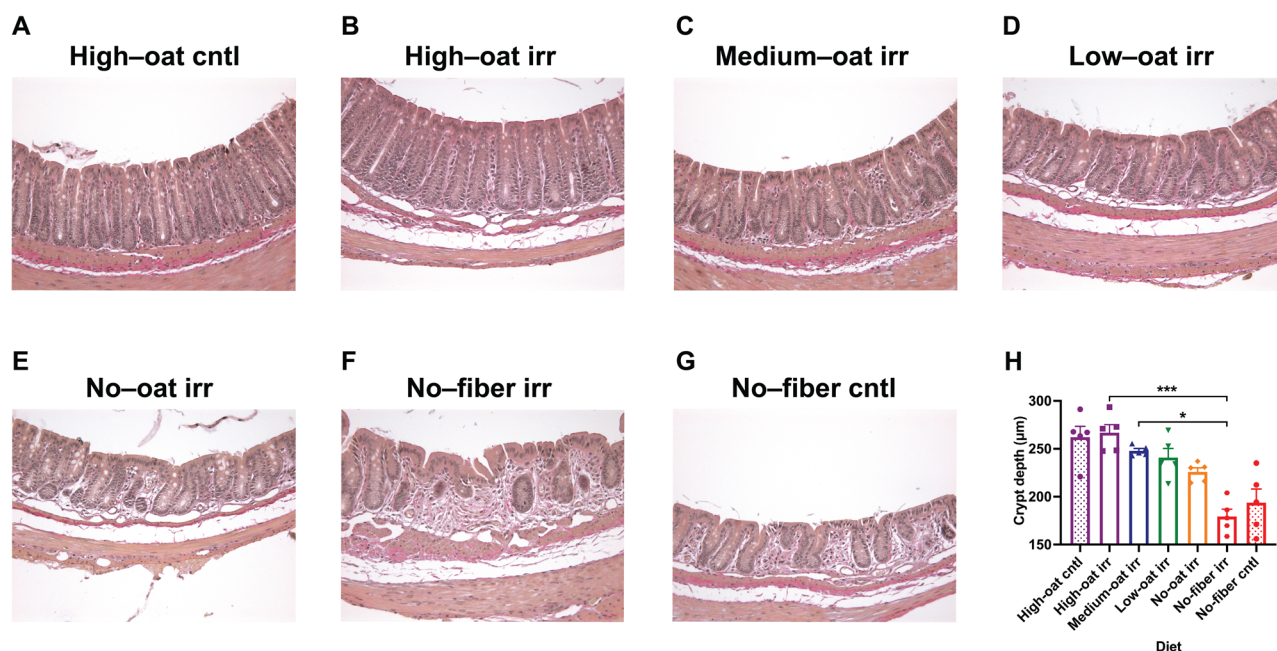 A
High–oat cntl
B
High–oat irr
C
Medium–oat irr
D
Low–oat irr
E
No–oat irr
F
No–fiber irr
G
No–fiber cntl
H
***
*
Crypt depth (µm)
300
250
200
150
High-oat cntl
High-oat irr
Medium-oat irr
Low-oat irr
No-oat irr
No-fiber irr
No-fiber cntl
Diet